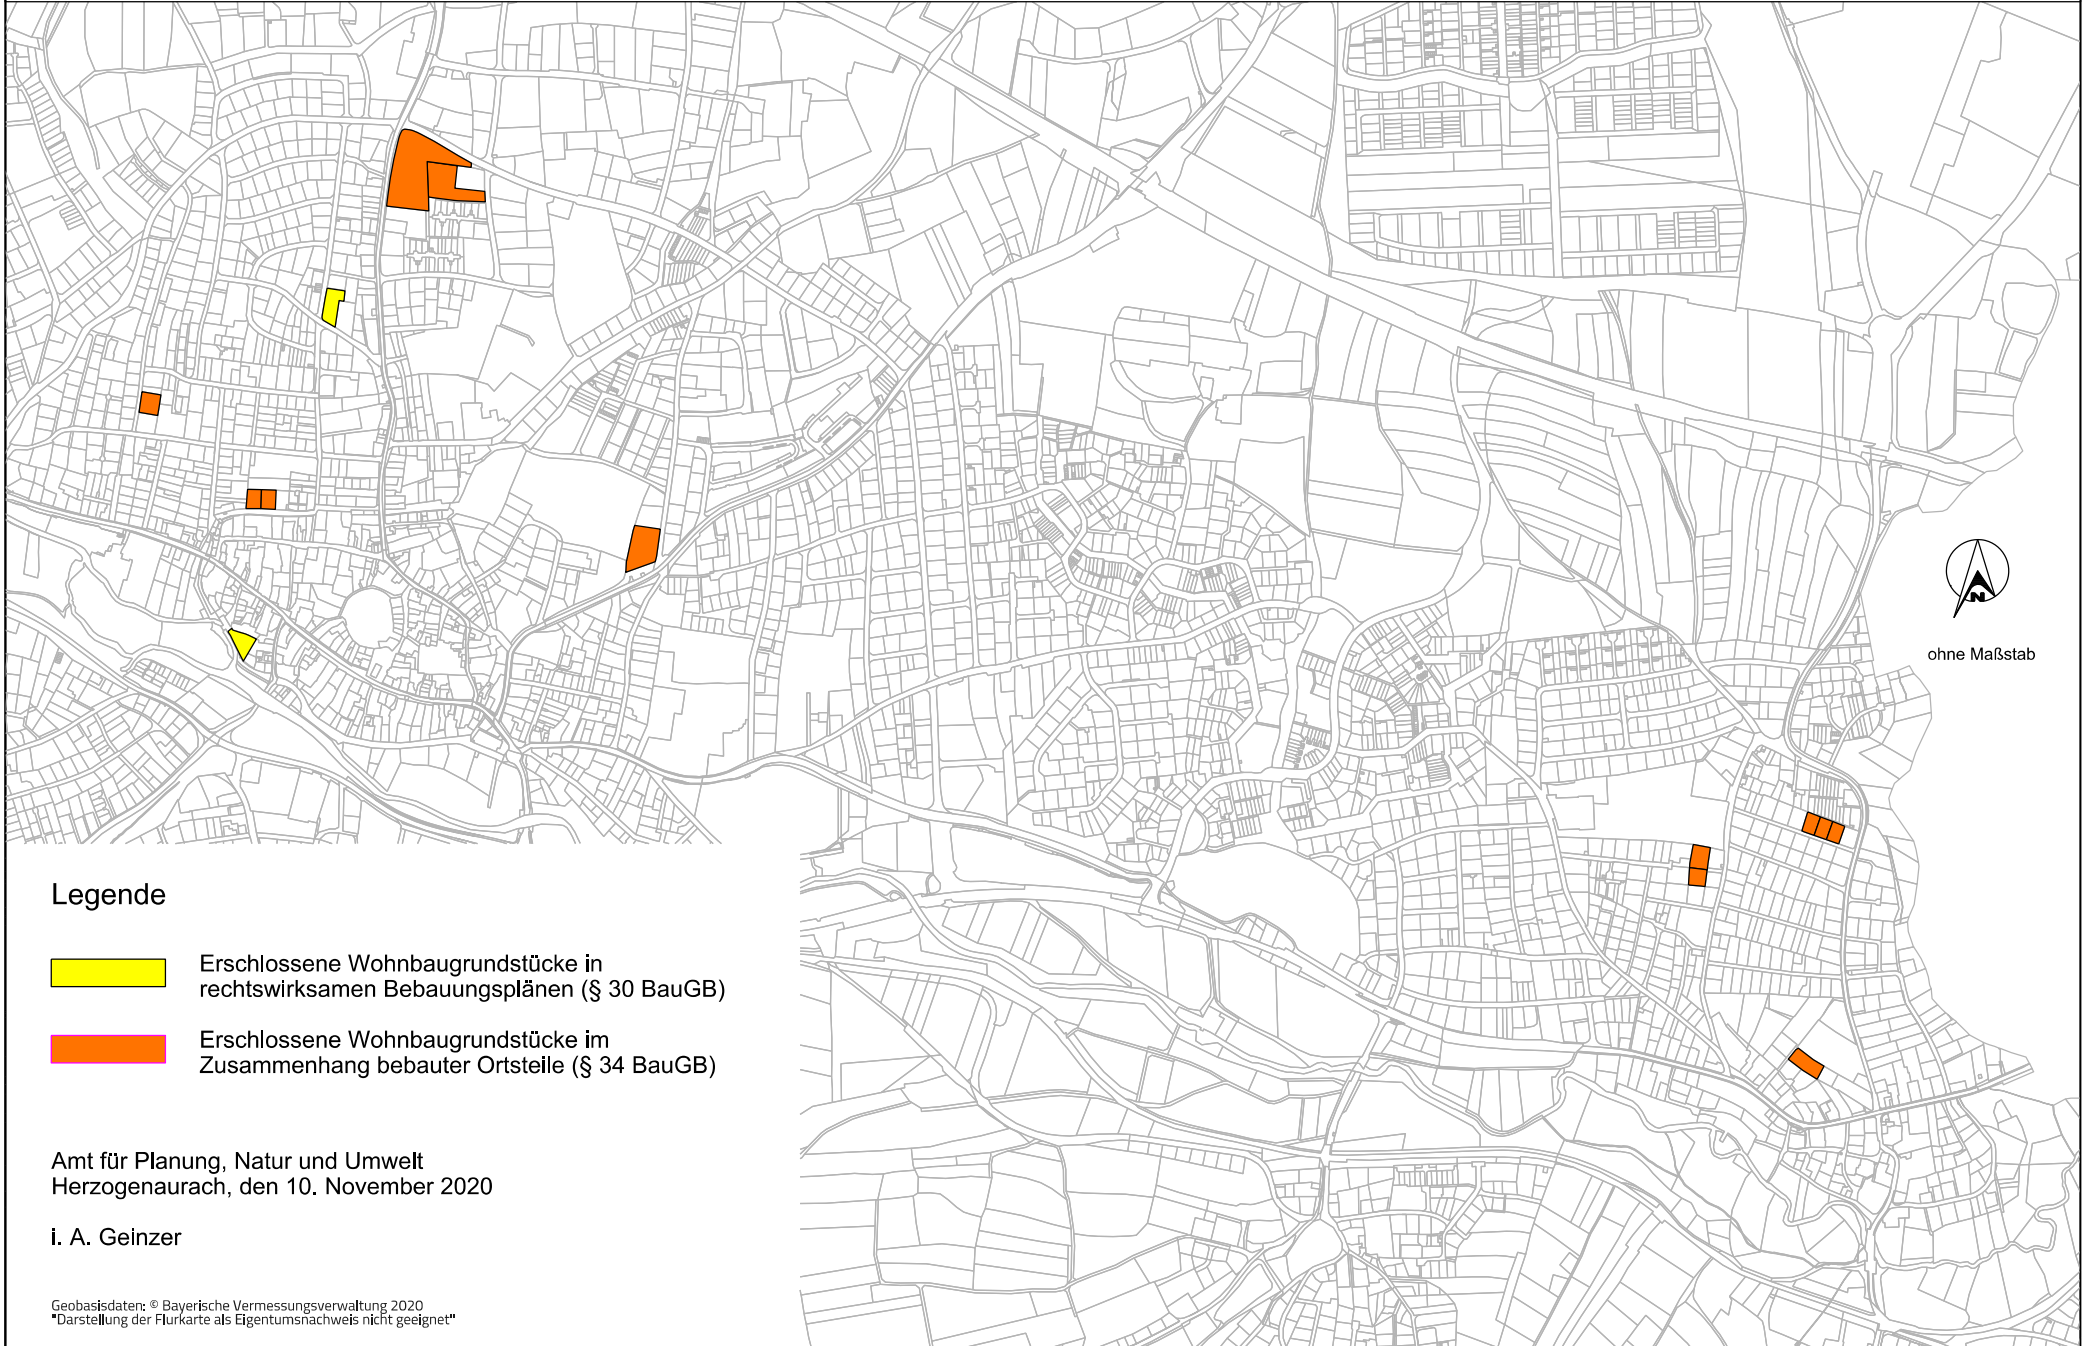 N
ohne Maßstab
Legende
Erschlossene Wohnbaugrundstücke in
rechtswirksamen Bebauungsplänen (§ 30 BauGB)
Erschlossene Wohnbaugrundstücke im
Zusammenhang bebauter Ortsteile (§ 34 BauGB)
Amt für Planung, Natur und Umwelt
Herzogenaurach, den 10. November 2020
i. A. Geinzer
Geobasisdaten: © Bayerische Vermessungsverwaltung 2020
"Darstellung der Flurkarte als Eigentumsnachweis nicht geeignet"